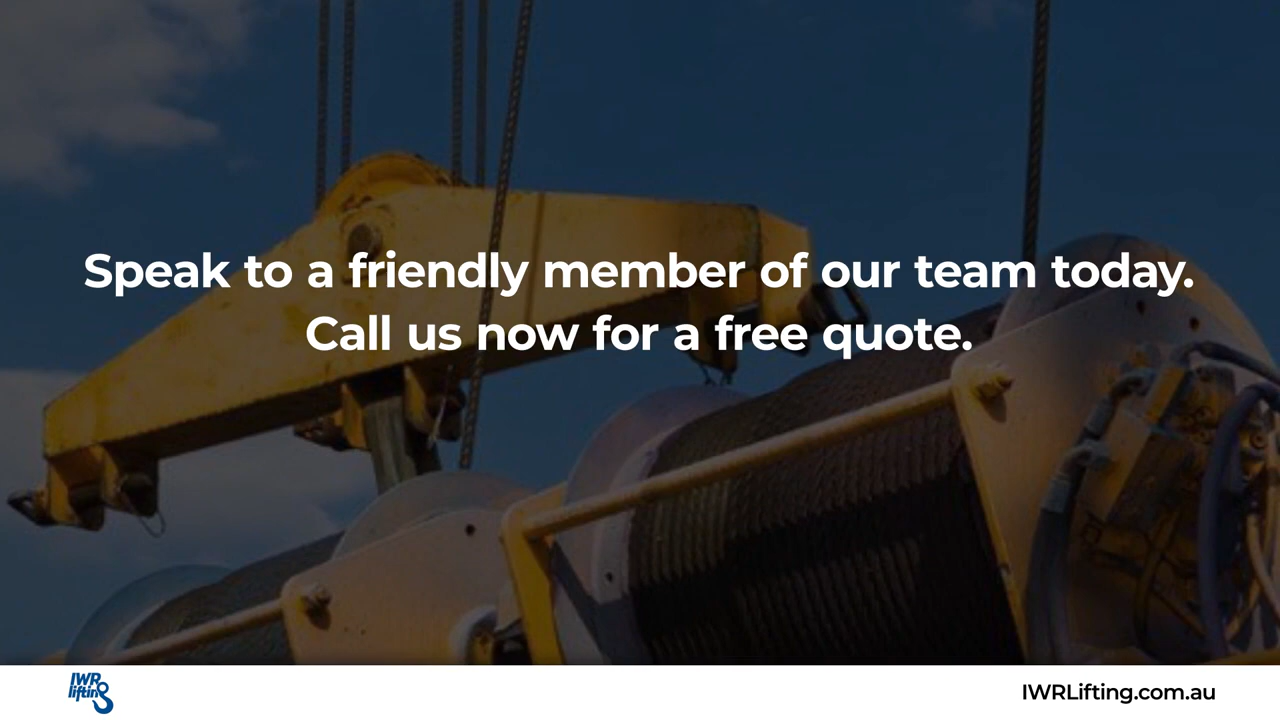 Speak to a friendly member of our team today.
Call us now for a free quote.
IWR
lifting
IWRLifting.com.au